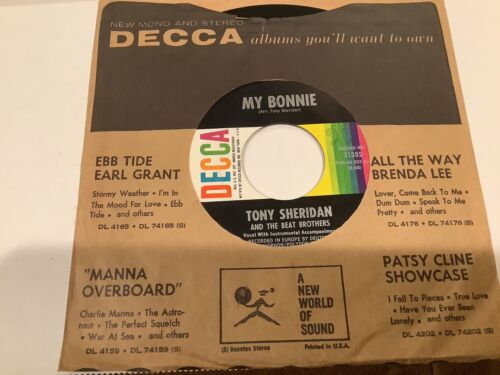 NEW MONO AND STEREO
DECCA albums you'll want to own
MY BONNIE
(Arr: Tony Sheridan)
DECCA
31382
TONY SHERIDAN
AND THE BEAT BROTHERS
Vocal With Instrumental Accompaniment
RECORDED IN EUROPE BY
EBB TIDE
EARL GRANT
Stormy Weather • I'm In
The Mood For Love • Ebb
Tide • and others
DL 4165 • DL 74165 (S)
ALL THE WAY
BRENDA LEE
Lover, Come Back To Me •
Dum Dum • Speak To Me
Pretty • and others
DL 4176 • DL 74176 (S)
"MANNA
OVERBOARD"
Charlie Manna • The Astro-
naut • The Perfect Squelch
• War At Sea • and others
DL 4159 • DL 74159 (S)
A
NEW
WORLD
OF
SOUND
(S) Denotes Stereo
Printed in U.S.A.
PATSY CLINE
SHOWCASE
I Fall To Pieces • True Love
• Have You Ever Been
Lonely • and others
DL 4202 • DL 74202 (S)